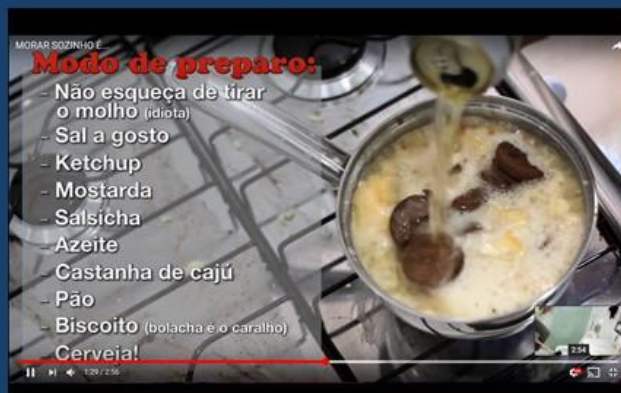 MORAR SOZINHO É...
Modo de preparo:
- Não esqueça de tirar
o molho (idiota)
- Sal a gosto
- Ketchup
- Mostarda
- Salsicha
- Azeite
- Castanha de cajú
- Pão
- Biscoito (bolacha é o caralho)
- Cerveja!
2:54
1:29 / 2:56